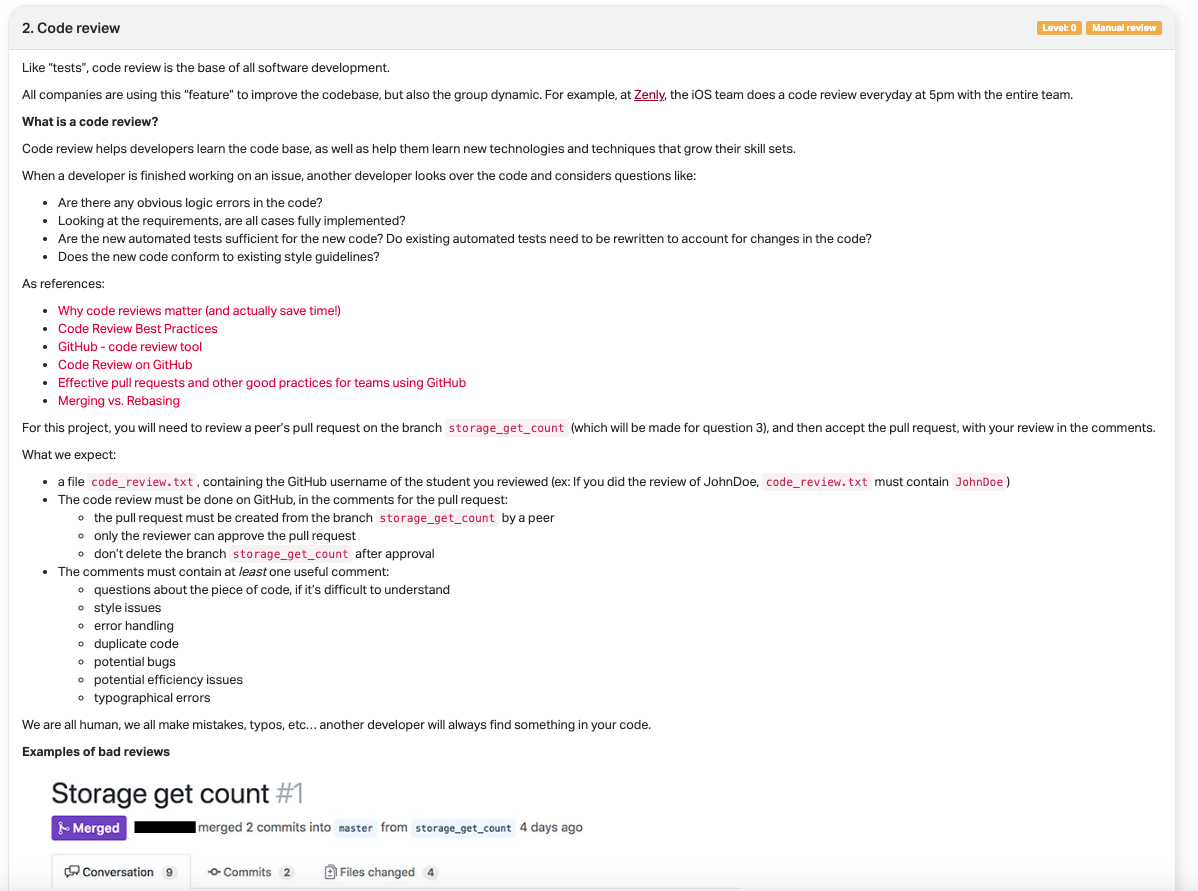 2. Code review
Level: 0
Manual review
Like “tests”, code review is the base of all software development.
All companies are using this “feature” to improve the codebase, but also the group dynamic. For example, at Zenly, the iOS team does a code review everyday at 5pm with the entire team.
What is a code review?
Code review helps developers learn the code base, as well as help them learn new technologies and techniques that grow their skill sets.
When a developer is finished working on an issue, another developer looks over the code and considers questions like:
• Are there any obvious logic errors in the code?
• Looking at the requirements, are all cases fully implemented?
• Are the new automated tests sufficient for the new code? Do existing automated tests need to be rewritten to account for changes in the code?
• Does the new code conform to existing style guidelines?
As references:
• Why code reviews matter (and actually save time!)
• Code Review Best Practices
• GitHub - code review tool
• Code Review on GitHub
• Effective pull requests and other good practices for teams using GitHub
• Merging vs. Rebasing
For this project, you will need to review a peer’s pull request on the branch storage_get_count (which will be made for question 3), and then accept the pull request, with your review in the comments.
What we expect:
• a file code_review.txt, containing the GitHub username of the student you reviewed (ex: If you did the review of JohnDoe, code_review.txt must contain JohnDoe)
• The code review must be done on GitHub, in the comments for the pull request:
◦ the pull request must be created from the branch storage_get_count by a peer
◦ only the reviewer can approve the pull request
◦ don’t delete the branch storage_get_count after approval
• The comments must contain at least one useful comment:
◦ questions about the piece of code, if it’s difficult to understand
◦ style issues
◦ error handling
◦ duplicate code
◦ potential bugs
◦ potential efficiency issues
◦ typographical errors
We are all human, we all make mistakes, typos, etc… another developer will always find something in your code.
Examples of bad reviews
Storage get count #1
Merged merged 2 commits into master from storage_get_count 4 days ago
Conversation 9 Commits 2 Files changed 4